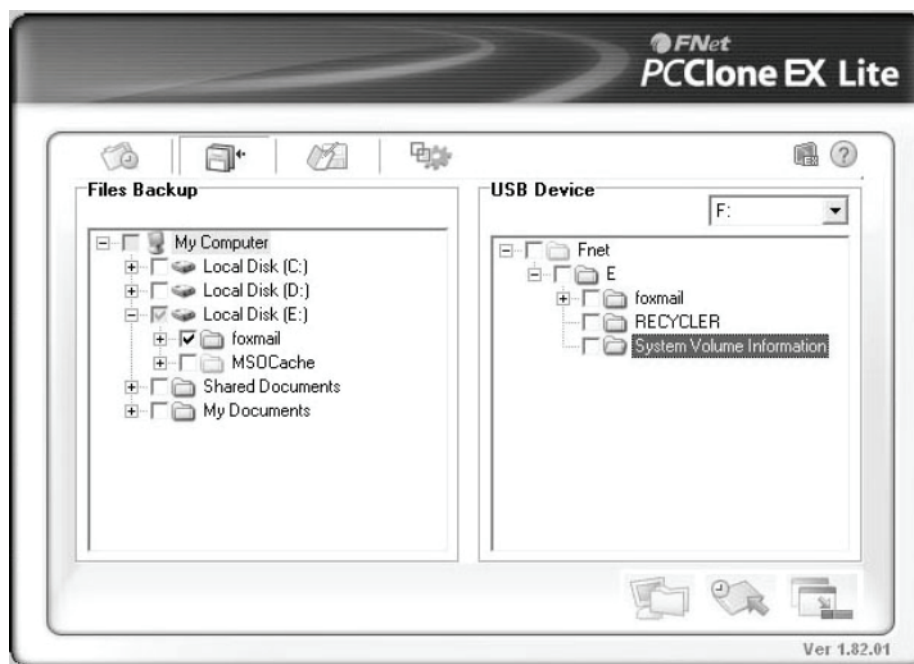 FNet
PCClone EX Lite
EX
?
Files Backup
My Computer
Local Disk (C:)
Local Disk (D:)
Local Disk (E:)
foxmail
MSOCache
Shared Documents
My Documents
USB Device
F:
Fnet
E
foxmail
RECYCLER
System Volume Information
Ver 1.82.01